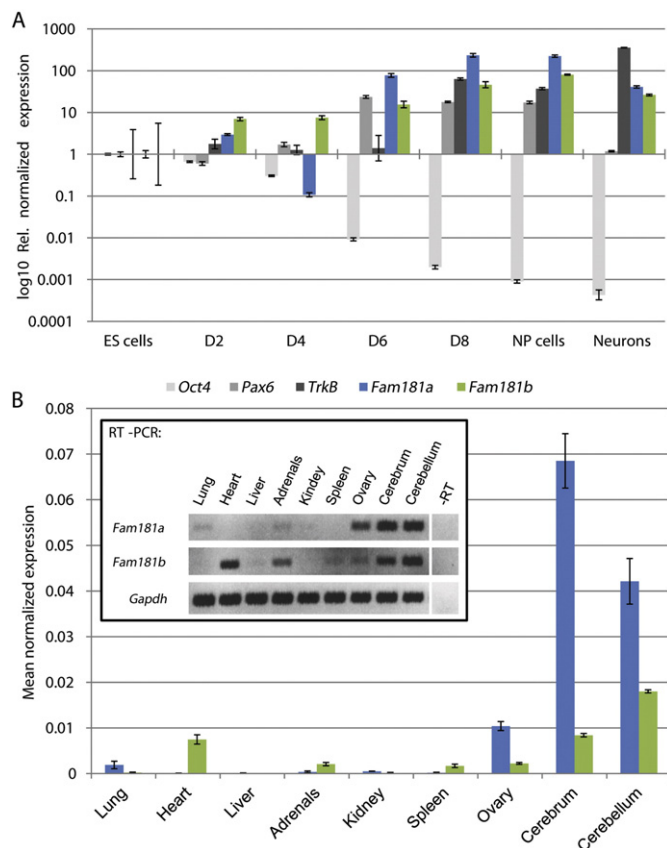 A
log10 Rel. normalized expression
1000
100
10
1
0.1
0.01
0.001
0.0001
ES cells D2 D4 D6 D8 NP cells Neurons
Oct4 Pax6 TrkB Fam181a Fam181b
B
Mean normalized expression
0.08
0.07
0.06
0.05
0.04
0.03
0.02
0.01
0
RT -PCR:
Lung Heart Liver Adrenals Kindey Spleen Ovary Cerebrum Cerebellum -RT
Fam181a
Fam181b
Gapdh
Lung Heart Liver Adrenals Kidney Spleen Ovary Cerebrum Cerebellum